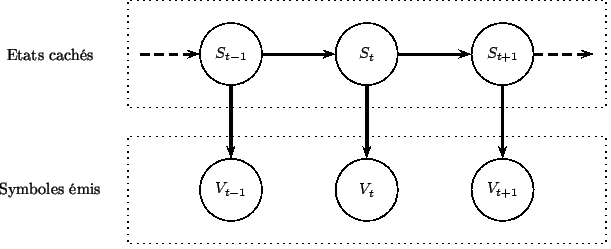 Etats cachés S_{t-1} S_t S_{t+1}
Symboles émis V_{t-1} V_t V_{t+1}